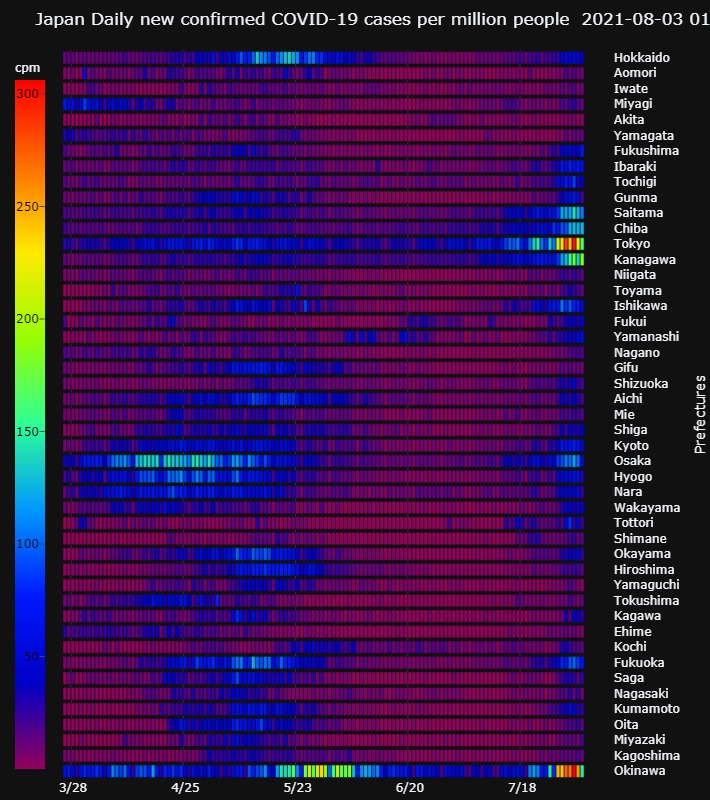 Japan Daily new confirmed COVID-19 cases per million people 2021-08-03 01
cpm
300
250
200
150
100
50
Hokkaido
Aomori
Iwate
Miyagi
Akita
Yamagata
Fukushima
Ibaraki
Tochigi
Gunma
Saitama
Chiba
Tokyo
Kanagawa
Niigata
Toyama
Ishikawa
Fukui
Yamanashi
Nagano
Gifu
Shizuoka
Aichi
Mie
Shiga
Kyoto
Osaka
Hyogo
Nara
Wakayama
Tottori
Shimane
Okayama
Hiroshima
Yamaguchi
Tokushima
Kagawa
Ehime
Kochi
Fukuoka
Saga
Nagasaki
Kumamoto
Oita
Miyazaki
Kagoshima
Okinawa
Prefectures
3/28 4/25 5/23 6/20 7/18